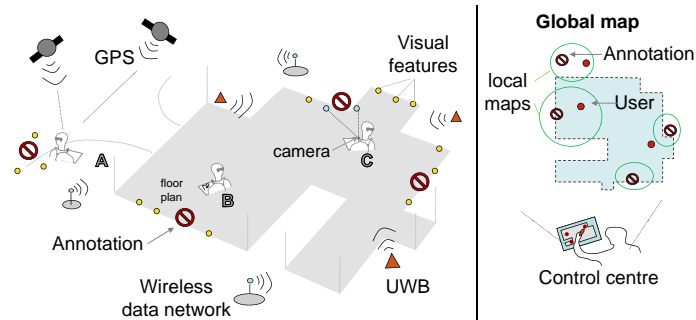 GPS
Visual
features
camera
A
B
C
floor
plan
Annotation
Wireless
data network
UWB
Global map
Annotation
local
maps
User
Control centre